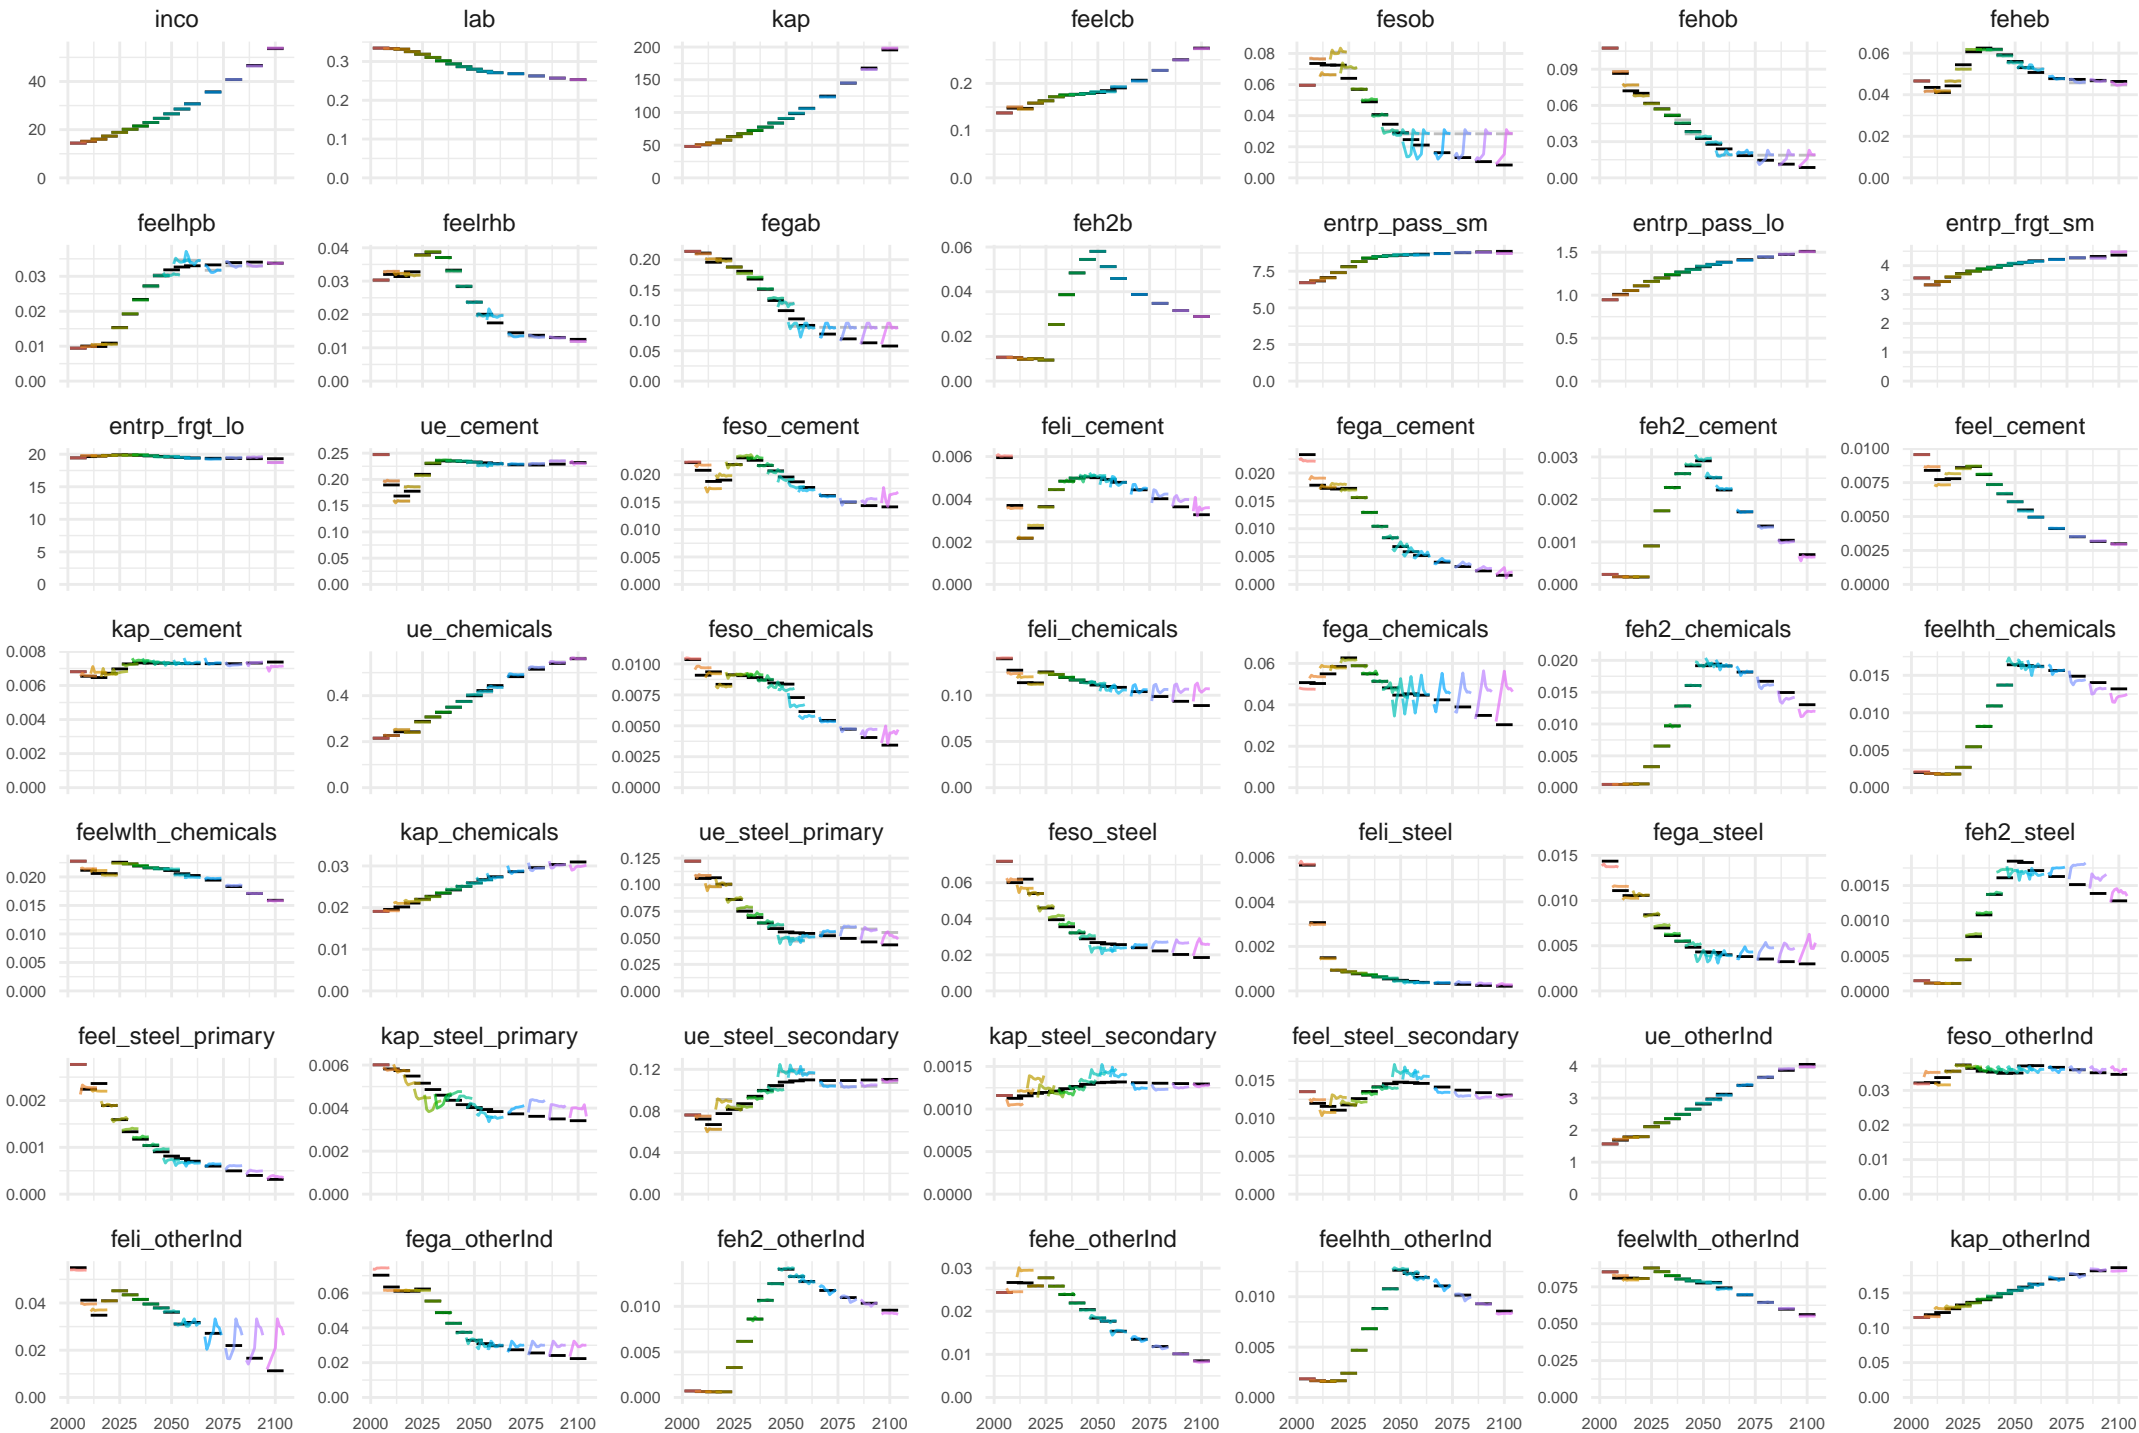 inco lab kap feelcb fesob fehob feheb
40 20 0
0.3 0.2 0.1 0.0
200 150 100 50 0
0.2 0.1 0.0
0.08 0.06 0.04 0.02 0.00
0.09 0.06 0.03 0.00
0.06 0.04 0.02 0.00
feelhpb feelrhb fegab feh2b entrp_pass_sm entrp_pass_lo entrp_frgt_sm
0.03 0.02 0.01 0.00
0.04 0.03 0.02 0.01 0.00
0.20 0.15 0.10 0.05 0.00
0.06 0.04 0.02 0.00
7.5 5.0 2.5 0.0
1.5 1.0 0.5 0.0
4 3 2 1 0
entrp_frgt_lo ue_cement feso_cement feli_cement fega_cement feh2_cement feel_cement
20 15 10 5 0
0.25 0.20 0.15 0.10 0.05 0.00
0.020 0.015 0.010 0.005 0.000
0.006 0.004 0.002 0.000
0.020 0.015 0.010 0.005 0.000
0.003 0.002 0.001 0.000
0.0100 0.0075 0.0050 0.0025 0.0000
kap_cement ue_chemicals feso_chemicals feli_chemicals fega_chemicals feh2_chemicals feelhth_chemicals
0.008 0.006 0.004 0.002 0.000
0.4 0.2 0.0
0.0100 0.0075 0.0050 0.0025 0.0000
0.10 0.05 0.00
0.06 0.04 0.02 0.00
0.020 0.015 0.010 0.005 0.000
0.015 0.010 0.005 0.000
feelwlth_chemicals kap_chemicals ue_steel_primary feso_steel feli_steel fega_steel feh2_steel
0.020 0.015 0.010 0.005 0.000
0.03 0.02 0.01 0.00
0.125 0.100 0.075 0.050 0.025 0.000
0.06 0.04 0.02 0.00
0.006 0.004 0.002 0.000
0.015 0.010 0.005 0.000
0.0015 0.0010 0.0005 0.0000
feel_steel_primary kap_steel_primary ue_steel_secondary kap_steel_secondary feel_steel_secondary ue_otherInd feso_otherInd
0.002 0.001 0.000
0.006 0.004 0.002 0.000
0.12 0.08 0.04 0.00
0.0015 0.0010 0.0005 0.0000
0.015 0.010 0.005 0.000
4 3 2 1 0
0.03 0.02 0.01 0.00
feli_otherInd fega_otherInd feh2_otherInd fehe_otherInd feelhth_otherInd feelwlth_otherInd kap_otherInd
0.04 0.02 0.00
0.06 0.04 0.02 0.00
0.010 0.005 0.000
0.03 0.02 0.01 0.00
0.010 0.005 0.000
0.075 0.050 0.025 0.000
0.15 0.10 0.05 0.00
2000 2025 2050 2075 2100
2000 2025 2050 2075 2100
2000 2025 2050 2075 2100
2000 2025 2050 2075 2100
2000 2025 2050 2075 2100
2000 2025 2050 2075 2100
2000 2025 2050 2075 2100